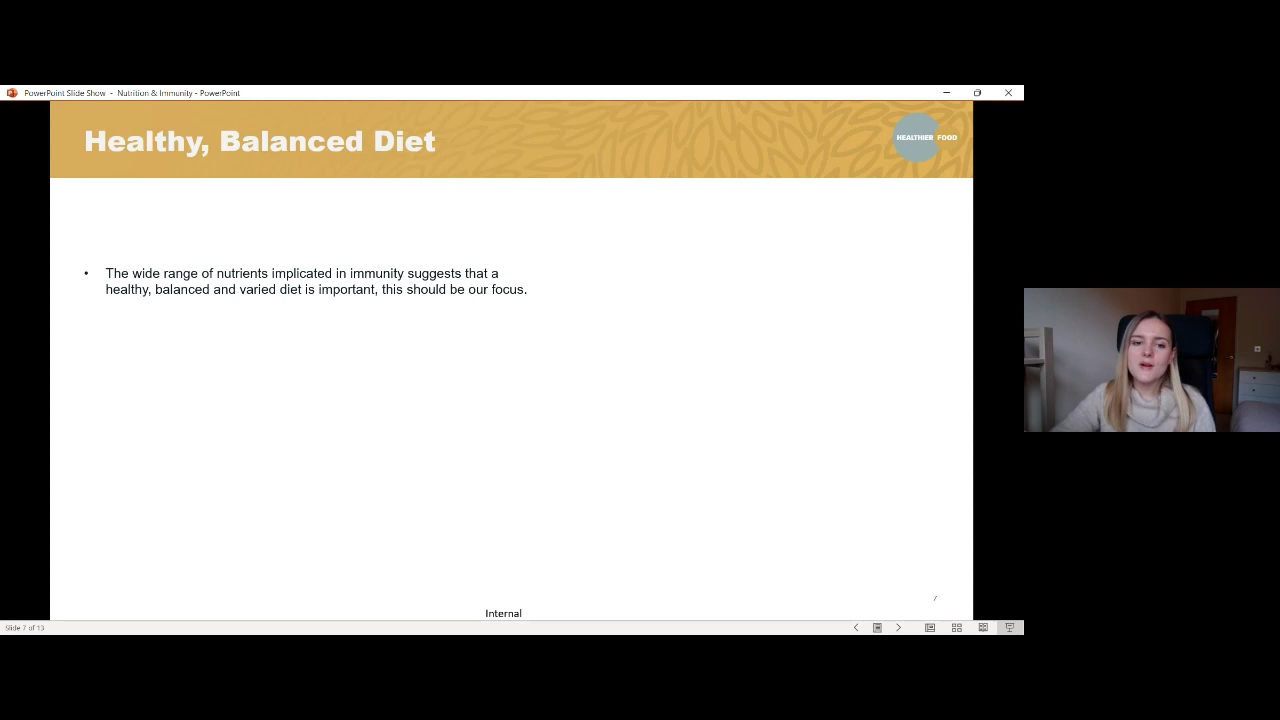 PowerPoint Slide Show - Nutrition & Immunity - PowerPoint
Healthy, Balanced Diet
HEALTHIER FOOD
• The wide range of nutrients implicated in immunity suggests that a
healthy, balanced and varied diet is important, this should be our focus.
7
Internal
Slide 7 of 13